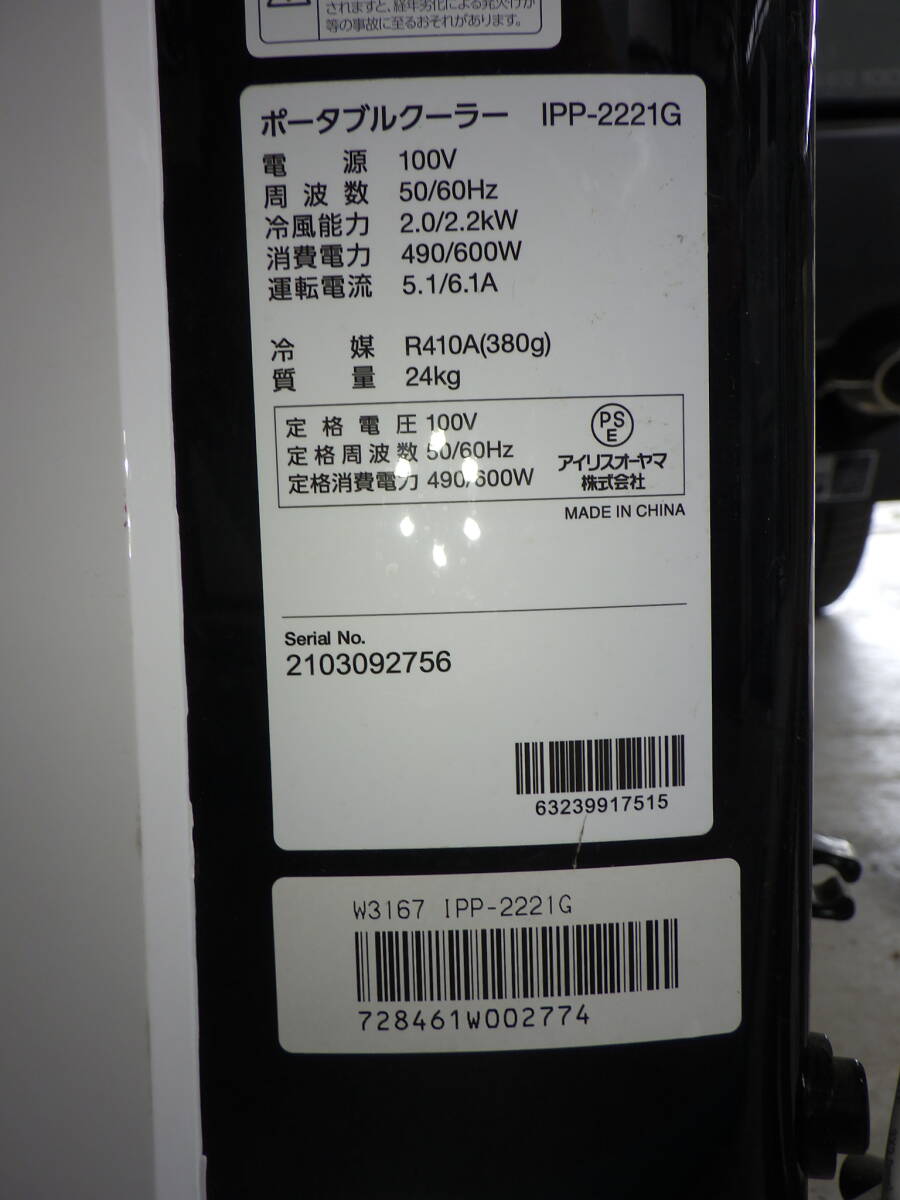 されますと、経年劣化による発火やけが
等の事故に至るおそれがあります。
ポータブルクーラー IPP-2221G
電源 100V
周波数 50/60Hz
冷風能力 2.0/2.2kW
消費電力 490/600W
運転電流 5.1/6.1A
冷媒 R410A(380g)
質量 24kg
定格電圧 100V
定格周波数 50/60Hz
定格消費電力 490/600W
PS
E
アイリスオーヤマ
株式会社
MADE IN CHINA
Serial No.
2103092756
63239917515
W3167 IPP-2221G
728461W002774